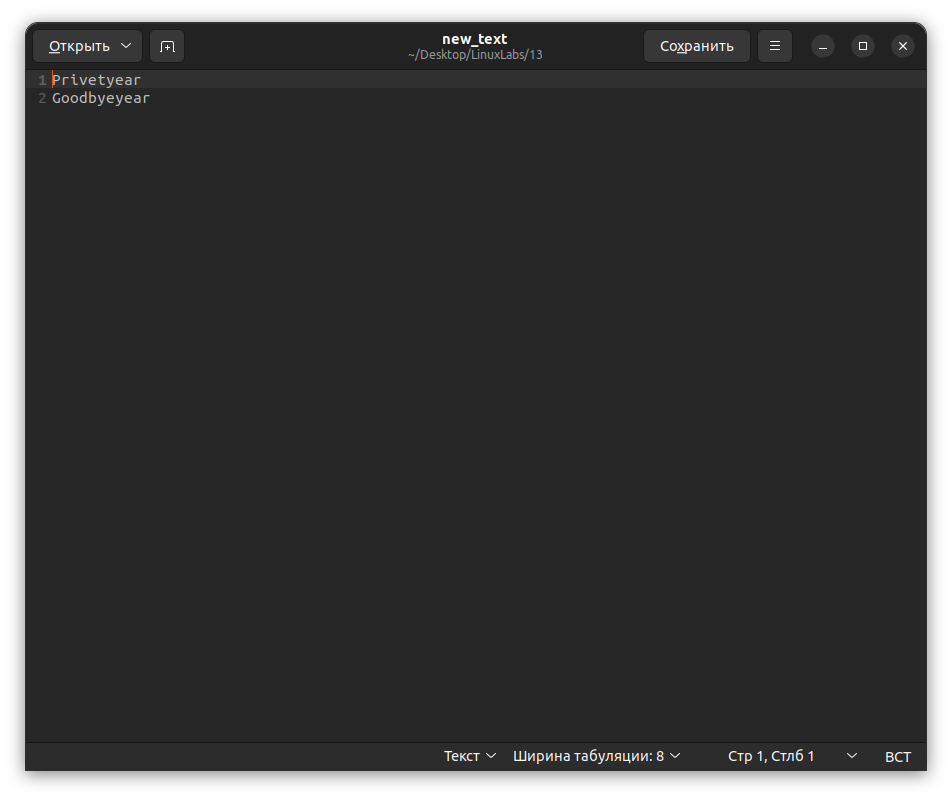 Открыть
new_text
~/Desktop/LinuxLabs/13
Сохранить
1 Privetyear
2 Goodbyeyear
Текст Ширина табуляции: 8 Стр 1, Стлб 1 ВСТ